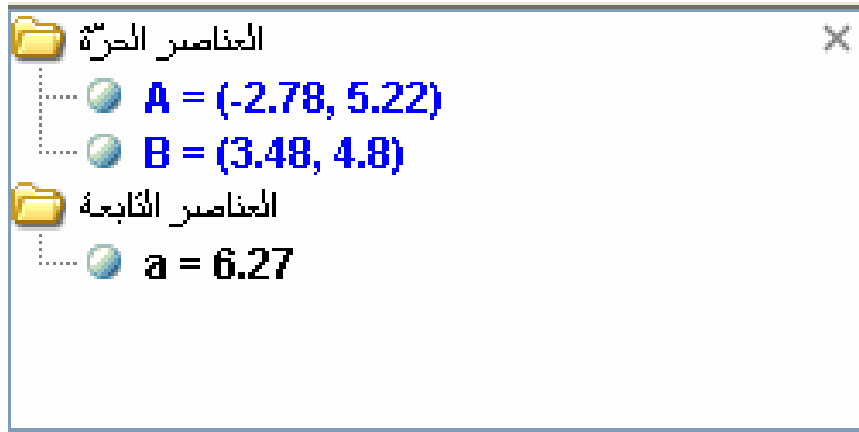 العناصر الحرّة
A = (-2.78, 5.22)
B = (3.48, 4.8)
العناصر التابعة
a = 6.27